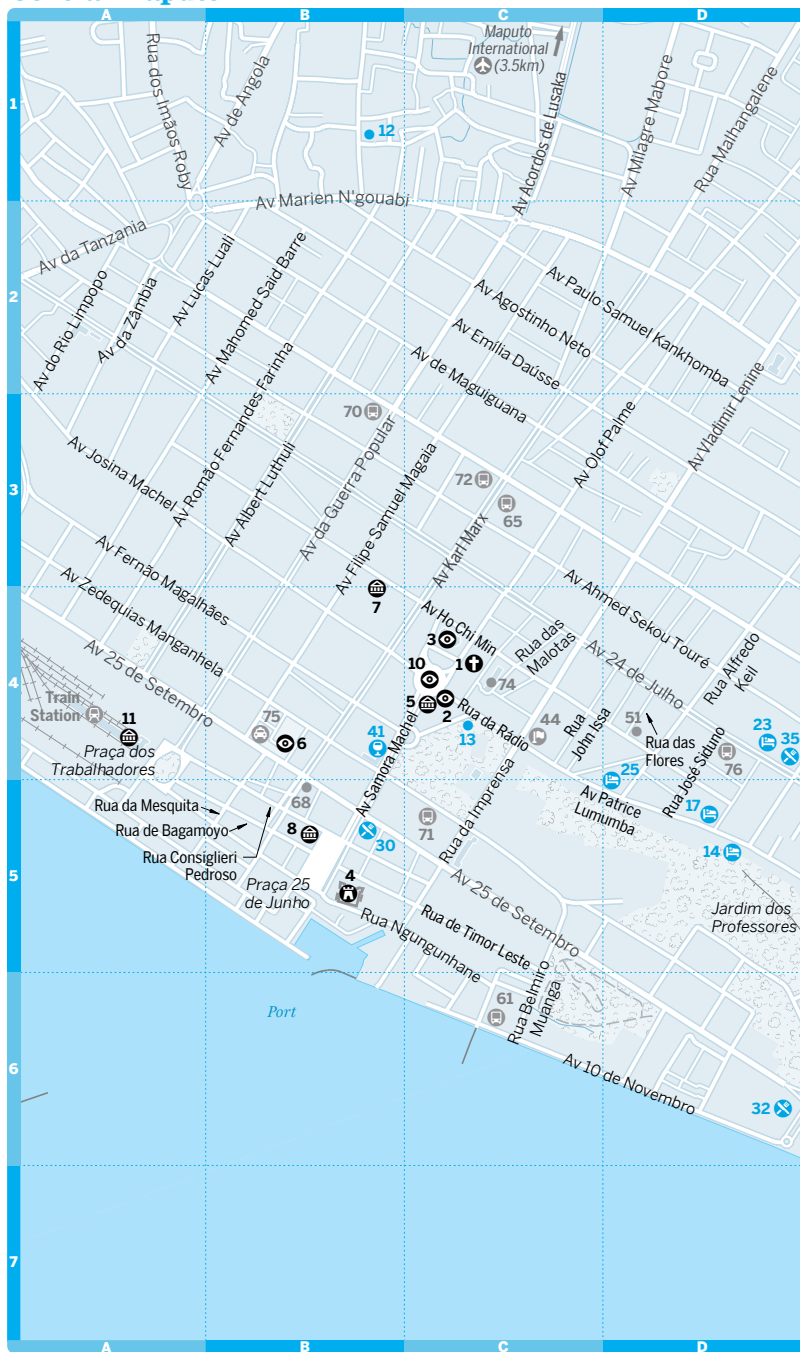 A
B
C
D
1
Maputo
International
(3.5km)
Rua dos Imãos Roby
Av de Angola
12
Av Acordos de Lusaka
Av Milagre Mabore
Rua Malhangalene
Av Marien N'gouabi
2
Av da Tanzania
Av do Rio Limpopo
Av da Zâmbia
Av Lucas Luali
Av Mahomed Said Barre
Av Paulo Samuel Kankhomba
Av Agostinho Neto
Av Emília Daússe
Av de Maguiguana
Av Vladimir Lenine
3
70
Av Josina Machel
Av Romão Fernandes Farinha
Av Albert Luthuli
Av da Guerra Popular
Av Filipe Samuel Magaia
72
65
Av Karl Marx
Av Olof Palme
Av Fernão Magalhães
Av Zedequias Manganhela
Av Ahmed Sekou Touré
4
7
Av Ho Chi Min
3
1
Rua das
Malotas
Av 24 de Julho
Rua Alfredo
Keil
Av 25 de Setembro
10
74
5
2
Rua da Rádio
44
Rua
John Issa
51
Rua das
Flores
23
35
Train
Station
11
75
6
41
Av Samora Machel
13
76
Praça dos
Trabalhadores
25
Rua José Siduno
68
Rua da Mesquita
Rua de Bagamoyo
Rua Consiglieri
Pedroso
8
30
71
Rua da Imprensa
Av Patrice
Lumumba
17
14
5
Praça 25
de Junho
4
Av 25 de Setembro
Rua de Timor Leste
Rua Ngungunhane
Jardim dos
Professores
6
Port
61
Rua Belmiro
Muanga
Av 10 de Novembro
32
7
A
B
C
D